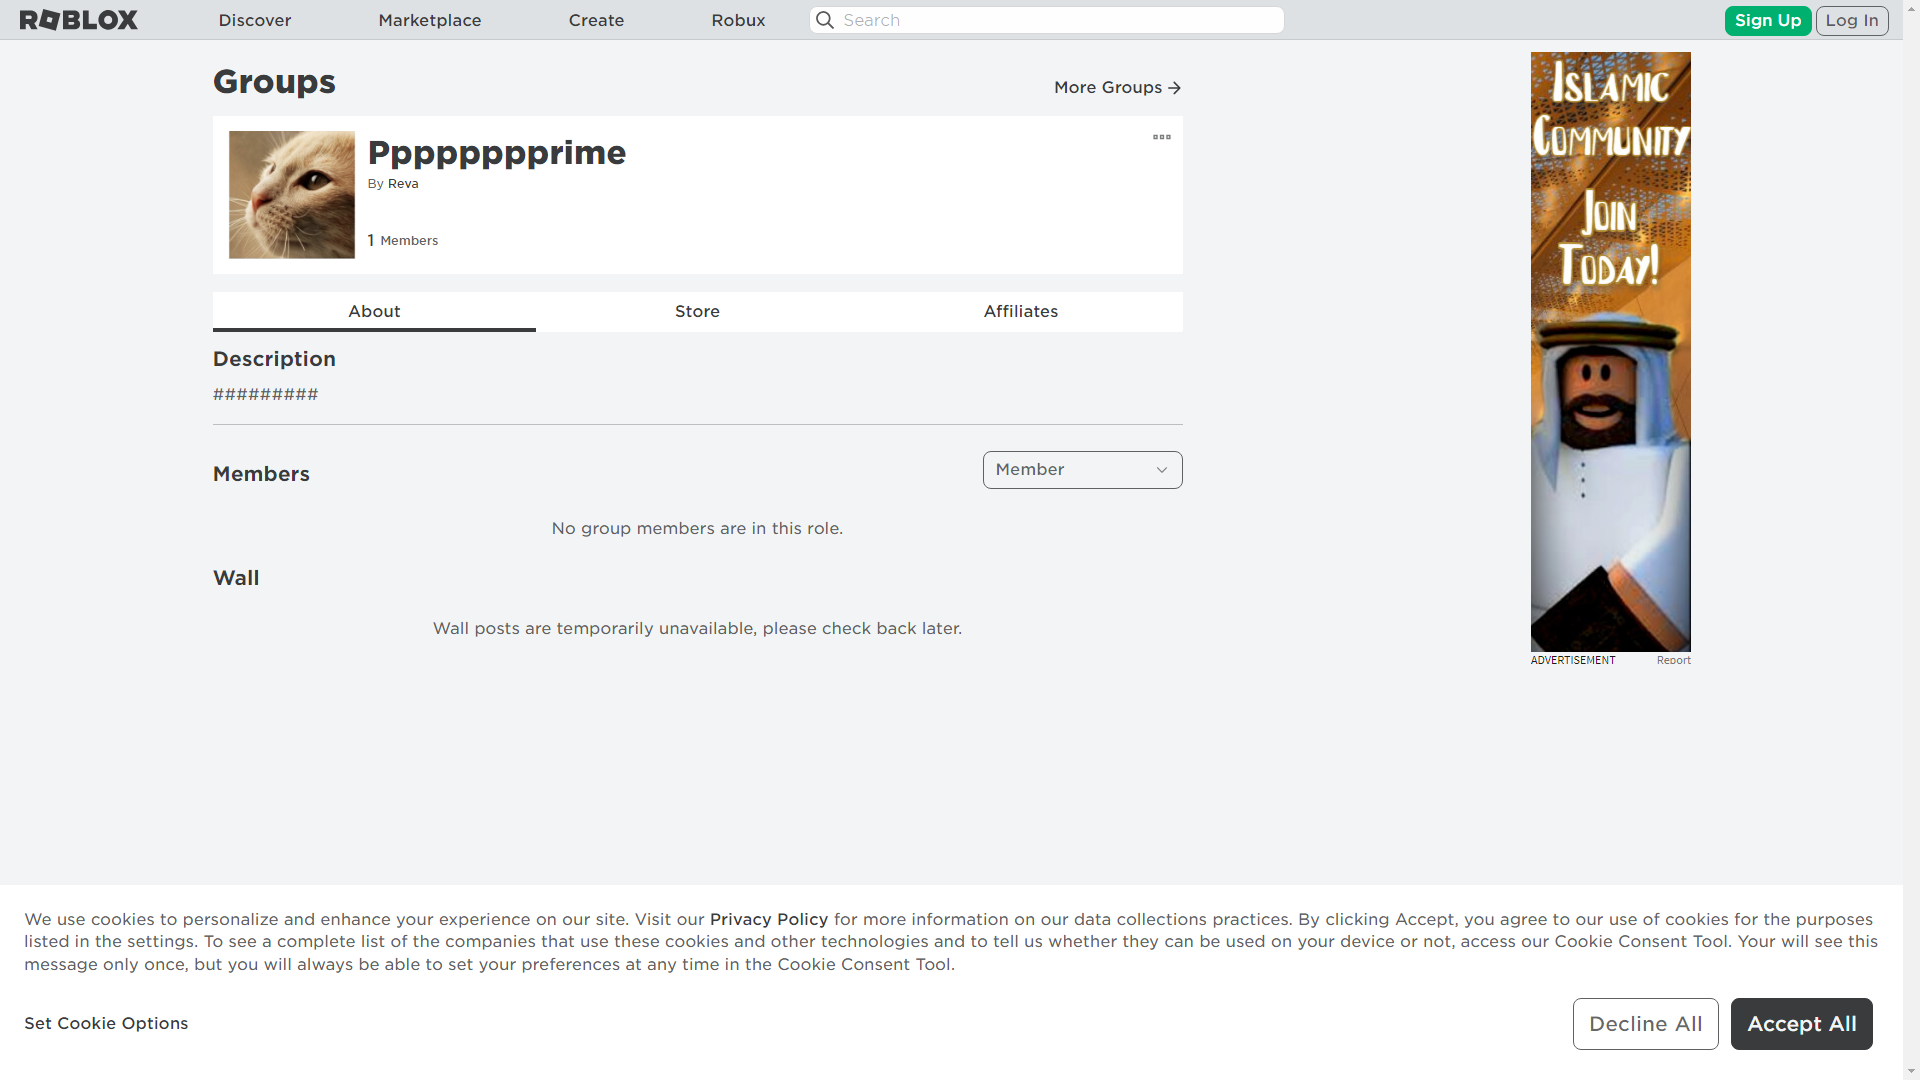 ROBLOX
Discover
Marketplace
Create
Robux
Search
Sign Up
Log In
Groups
More Groups
Ppppppppprime
By Reva
1 Members
About
Store
Affiliates
Description
#########
Members
Member
No group members are in this role.
Wall
Wall posts are temporarily unavailable, please check back later.
ISLAMIC
COMMUNITY
JOIN
TODAY!
ADVERTISEMENT
Report
We use cookies to personalize and enhance your experience on our site. Visit our Privacy Policy for more information on our data collections practices. By clicking Accept, you agree to our use of cookies for the purposes
listed in the settings. To see a complete list of the companies that use these cookies and other technologies and to tell us whether they can be used on your device or not, access our Cookie Consent Tool. Your will see this
message only once, but you will always be able to set your preferences at any time in the Cookie Consent Tool.
Set Cookie Options
Decline All
Accept All